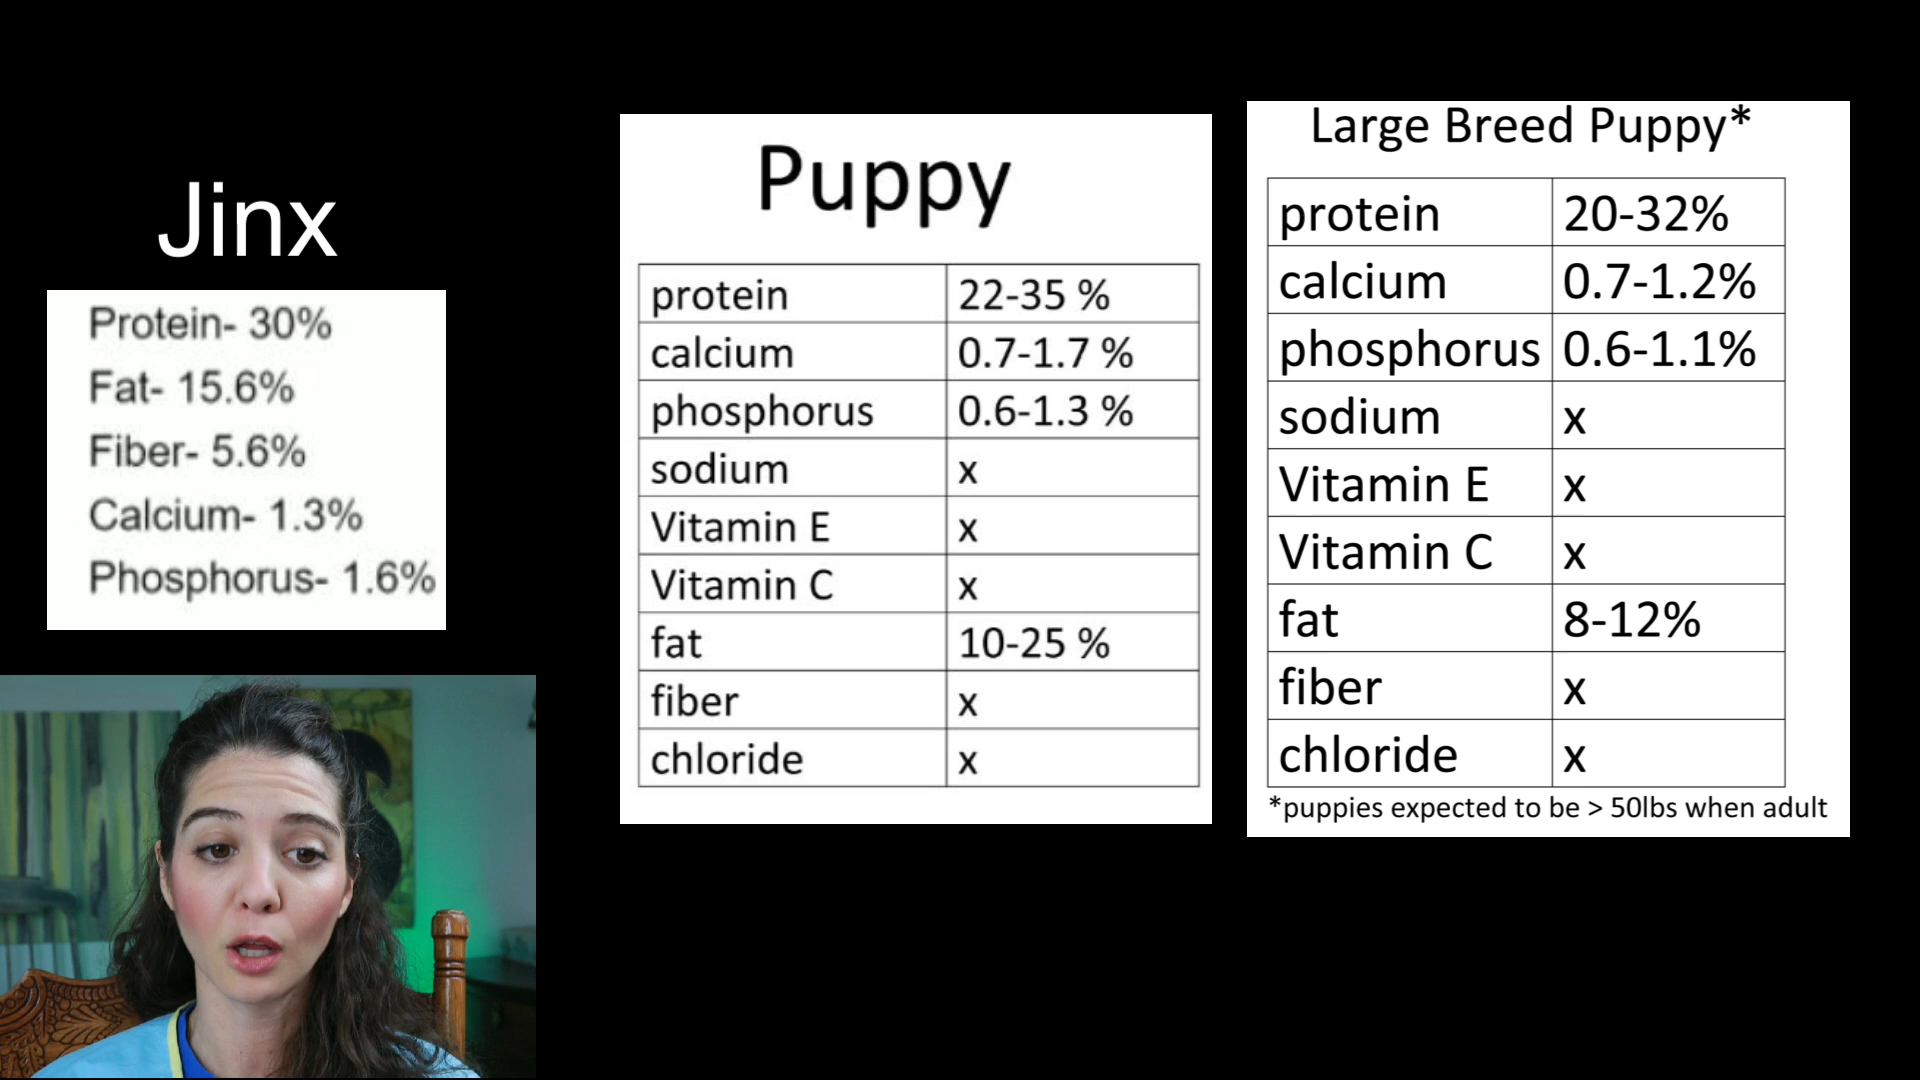 Jinx
Protein- 30%
Fat- 15.6%
Fiber- 5.6%
Calcium- 1.3%
Phosphorus- 1.6%
Puppy
protein 22-35 %
calcium 0.7-1.7 %
phosphorus 0.6-1.3 %
sodium x
Vitamin E x
Vitamin C x
fat 10-25 %
fiber x
chloride x
Large Breed Puppy*
protein 20-32%
calcium 0.7-1.2%
phosphorus 0.6-1.1%
sodium x
Vitamin E x
Vitamin C x
fat 8-12%
fiber x
chloride x
*puppies expected to be > 50lbs when adult